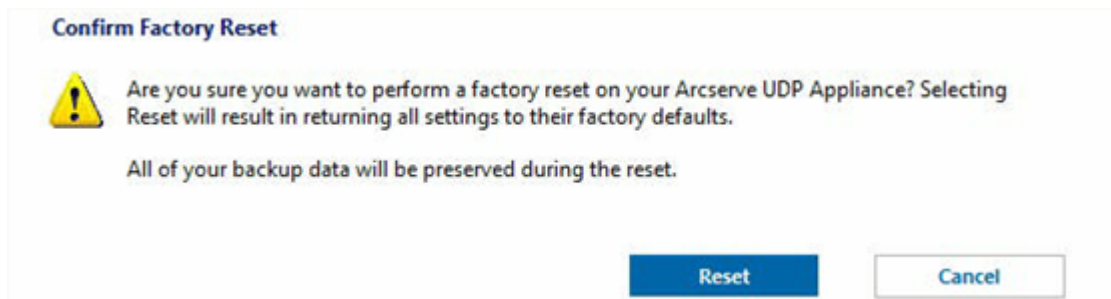 Confirm Factory Reset
Are you sure you want to perform a factory reset on your Arcserve UDP Appliance? Selecting
Reset will result in returning all settings to their factory defaults.
All of your backup data will be preserved during the reset.
Reset
Cancel